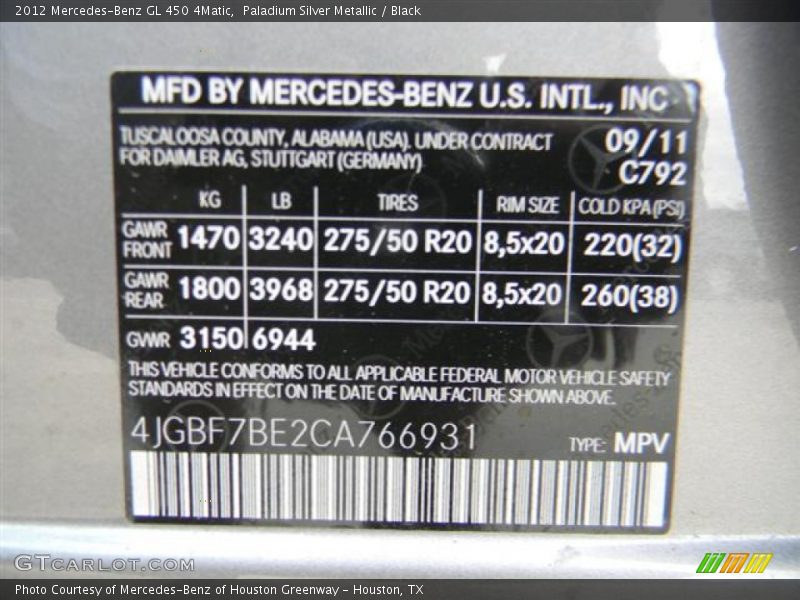 2012 Mercedes-Benz GL 450 4Matic,  Paladium Silver Metallic / Black
MFD BY MERCEDES-BENZ U.S. INTL., INC
TUSCALOOSA COUNTY, ALABAMA (USA). UNDER CONTRACT
FOR DAIMLER AG, STUTTGART (GERMANY)
09/11
C792
KG LB TIRES RIM SIZE COLD KPA (PSI)
GAWR FRONT 1470 3240 275/50 R20 8,5x20 220(32)
GAWR REAR 1800 3968 275/50 R20 8,5x20 260(38)
GVWR 3150 6944
THIS VEHICLE CONFORMS TO ALL APPLICABLE FEDERAL MOTOR VEHICLE SAFETY
STANDARDS IN EFFECT ON THE DATE OF MANUFACTURE SHOWN ABOVE.
4JGBF7BE2CA766931 TYPE: MPV
GTCARLOT.COM
Photo Courtesy of Mercedes-Benz of Houston Greenway - Houston, TX